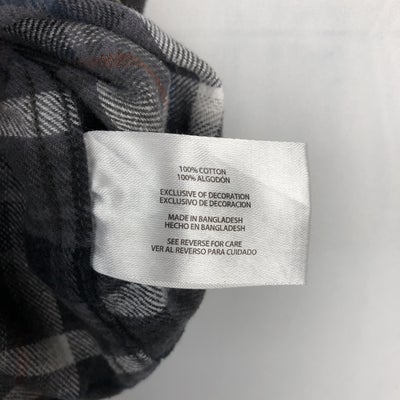 100% COTTON
100% ALGODÓN
EXCLUSIVE OF DECORATION
EXCLUSIVO DE DECORACION
MADE IN BANGLADESH
HECHO EN BANGLADESH
SEE REVERSE FOR CARE
VER AL REVERSO PARA CUIDADO